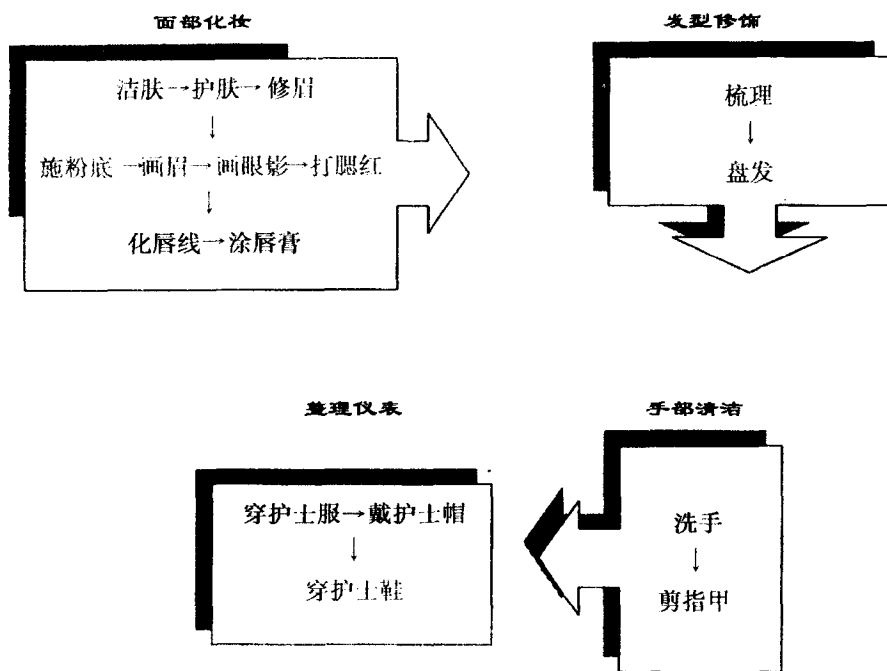 面部化妆
洁肤→护肤→修眉
↓
施粉底→画眉→画眼影→打腮红
↓
化唇线→涂唇膏
发型修饰
梳理
↓
盘发
手部清洁
洗手
↓
剪指甲
整理仪表
穿护士服→戴护士帽
↓
穿护士鞋